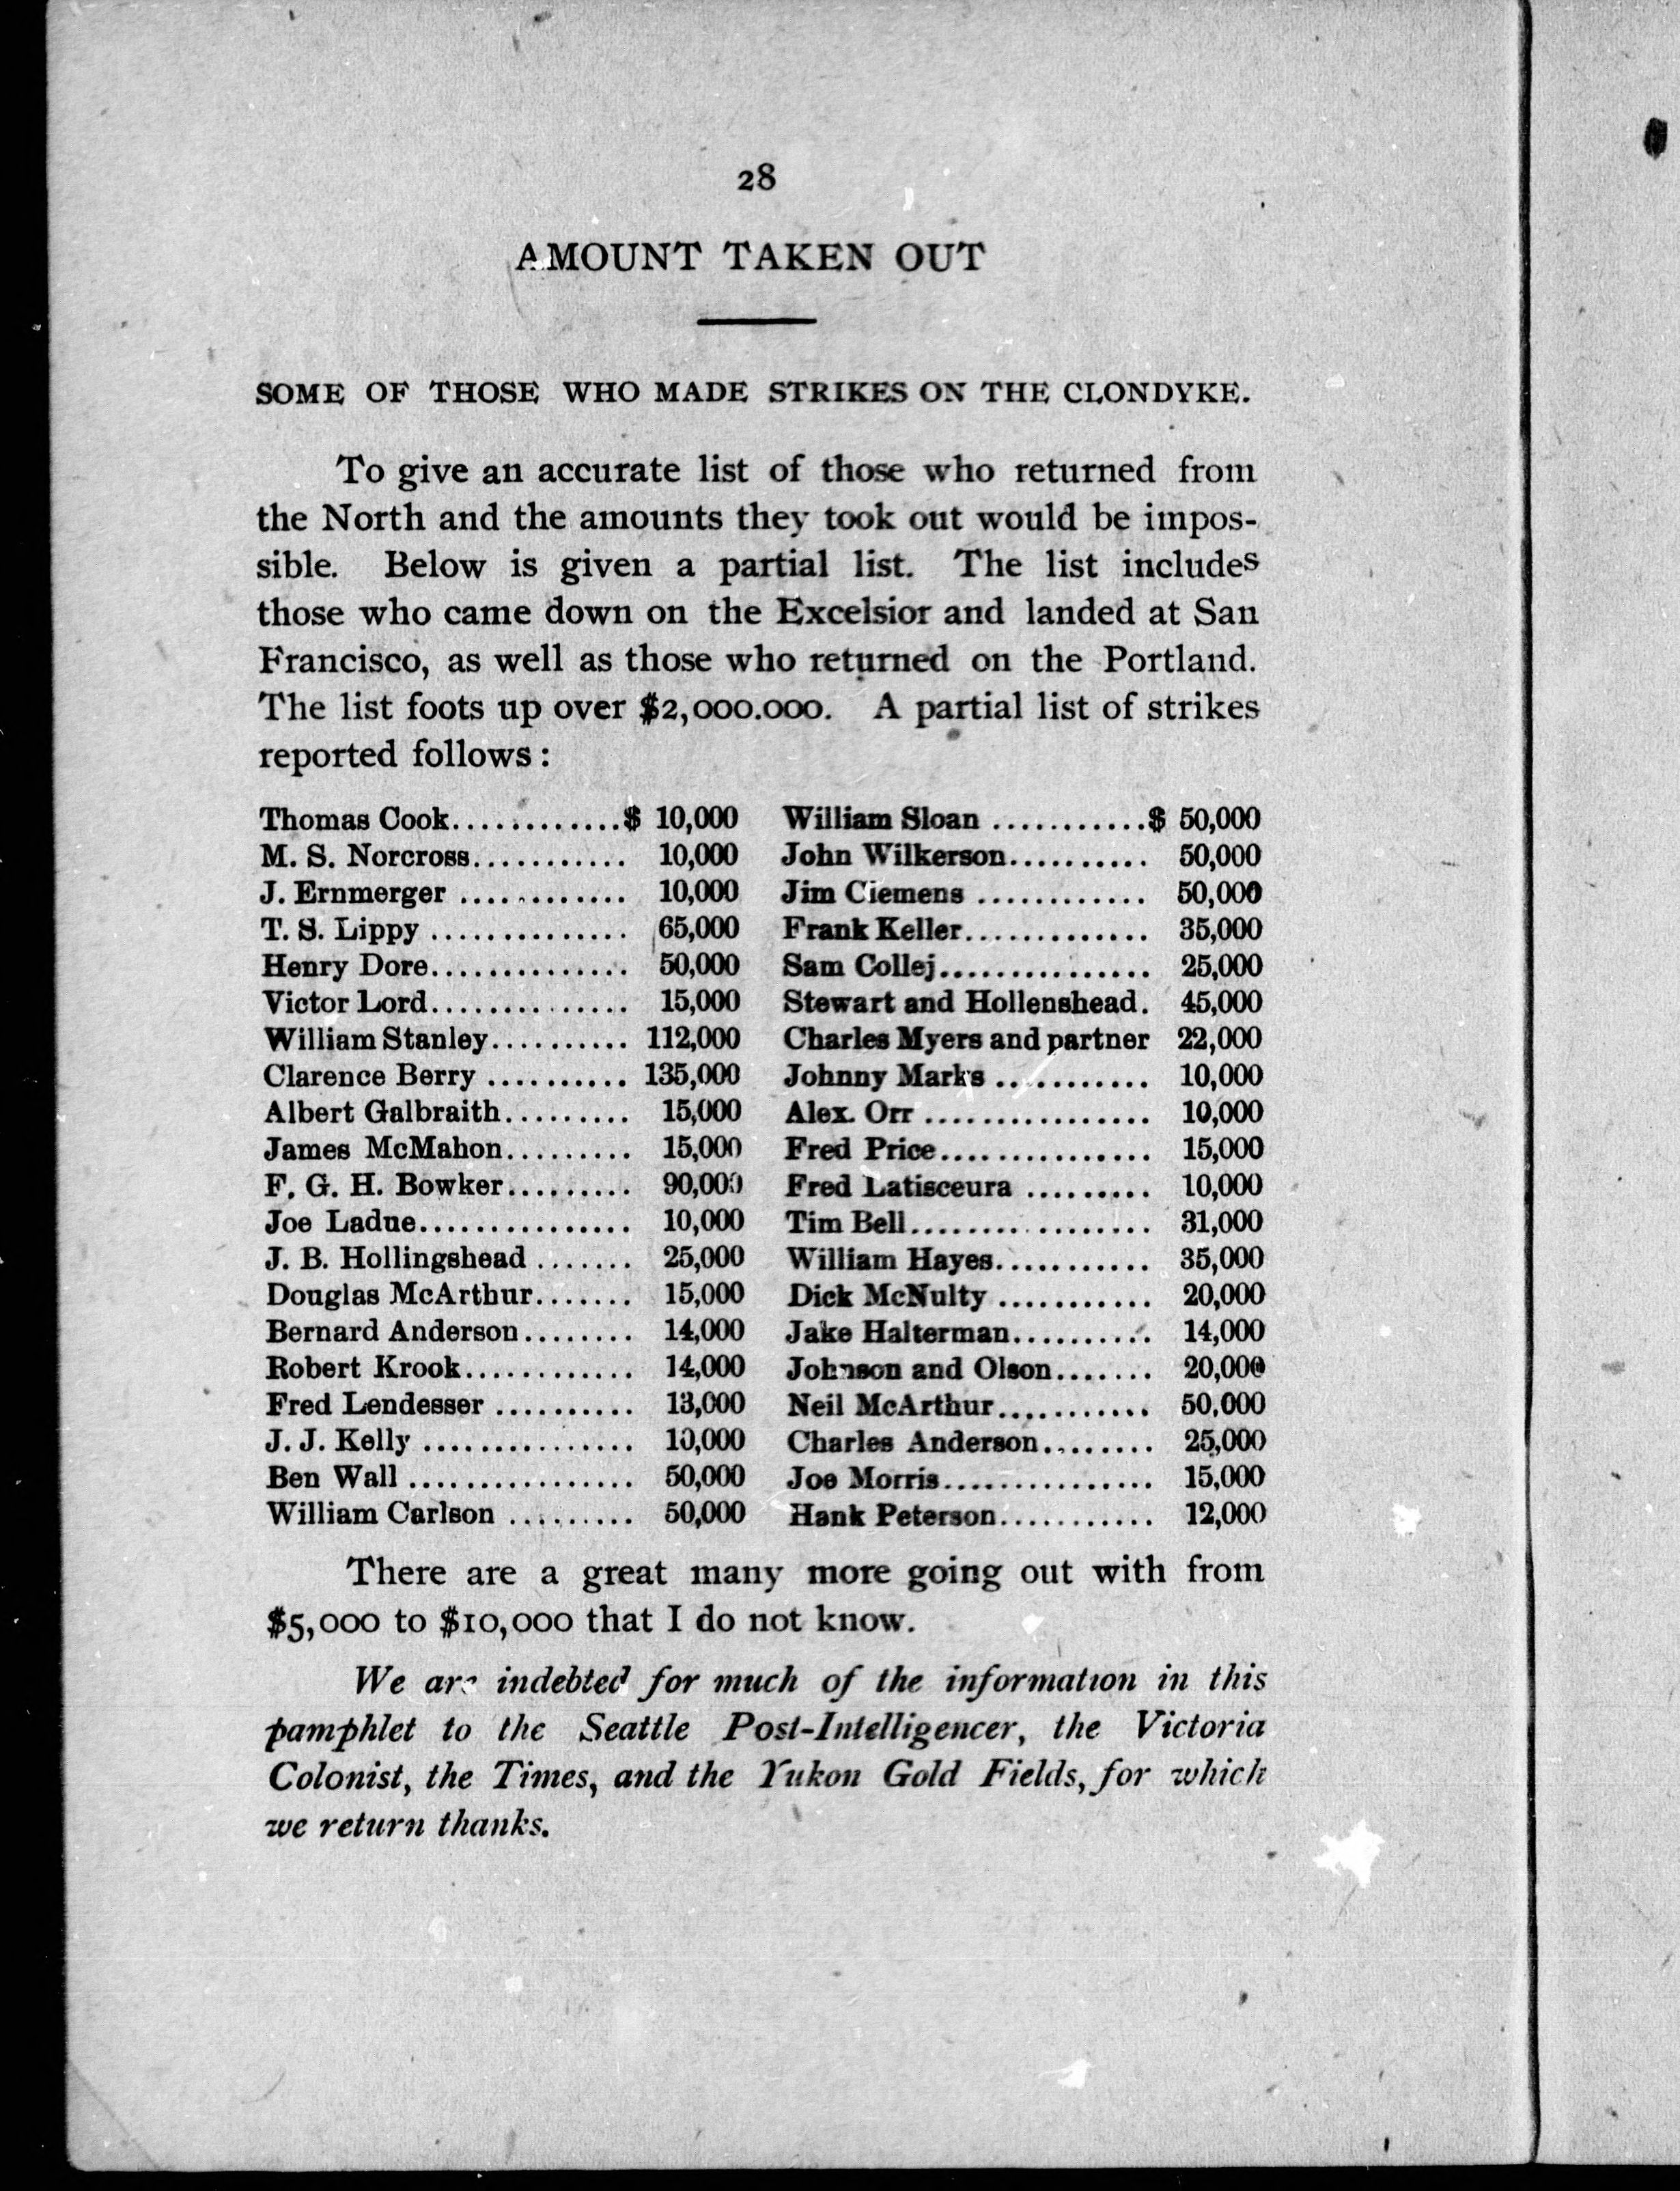 28
AMOUNT TAKEN OUT
SOME OF THOSE WHO MADE STRIKES ON THE CLONDYKE.
To give an accurate list of those who returned from
the North and the amounts they took out would be impos-
sible. Below is given a partial list. The list includes
those who came down on the Excelsior and landed at San
Francisco, as well as those who returned on the Portland.
The list foots up over $2,000.000. A partial list of strikes
reported follows:
Thomas Cook.............$ 10,000
M. S. Norcross........... 10,000
J. Ernmerger ............ 10,000
T. S. Lippy .............. 65,000
Henry Dore.............. 50,000
Victor Lord.............. 15,000
William Stanley.......... 112,000
Clarence Berry .......... 135,000
Albert Galbraith......... 15,000
James McMahon......... 15,000
F. G. H. Bowker......... 90,000
Joe Ladue............... 10,000
J. B. Hollingshead ....... 25,000
Douglas McArthur....... 15,000
Bernard Anderson........ 14,000
Robert Krook............ 14,000
Fred Lendesser .......... 13,000
J. J. Kelly ............... 10,000
Ben Wall ................ 50,000
William Carlson ......... 50,000
William Sloan ...........$ 50,000
John Wilkerson.......... 50,000
Jim Clemens ............ 50,000
Frank Keller............. 35,000
Sam Collej............... 25,000
Stewart and Hollenshead. 45,000
Charles Myers and partner 22,000
Johnny Marks ........... 10,000
Alex. Orr ................ 10,000
Fred Price............... 15,000
Fred Latisceura ......... 10,000
Tim Bell................. 31,000
William Hayes........... 35,000
Dick McNulty ........... 20,000
Jake Halterman.......... 14,000
Johnson and Olson....... 20,000
Neil McArthur........... 50,000
Charles Anderson........ 25,000
Joe Morris............... 15,000
Hank Peterson........... 12,000
There are a great many more going out with from
$5,000 to $10,000 that I do not know.
We are indebted for much of the information in this
pamphlet to the Seattle Post-Intelligencer, the Victoria
Colonist, the Times, and the Yukon Gold Fields, for which
we return thanks.